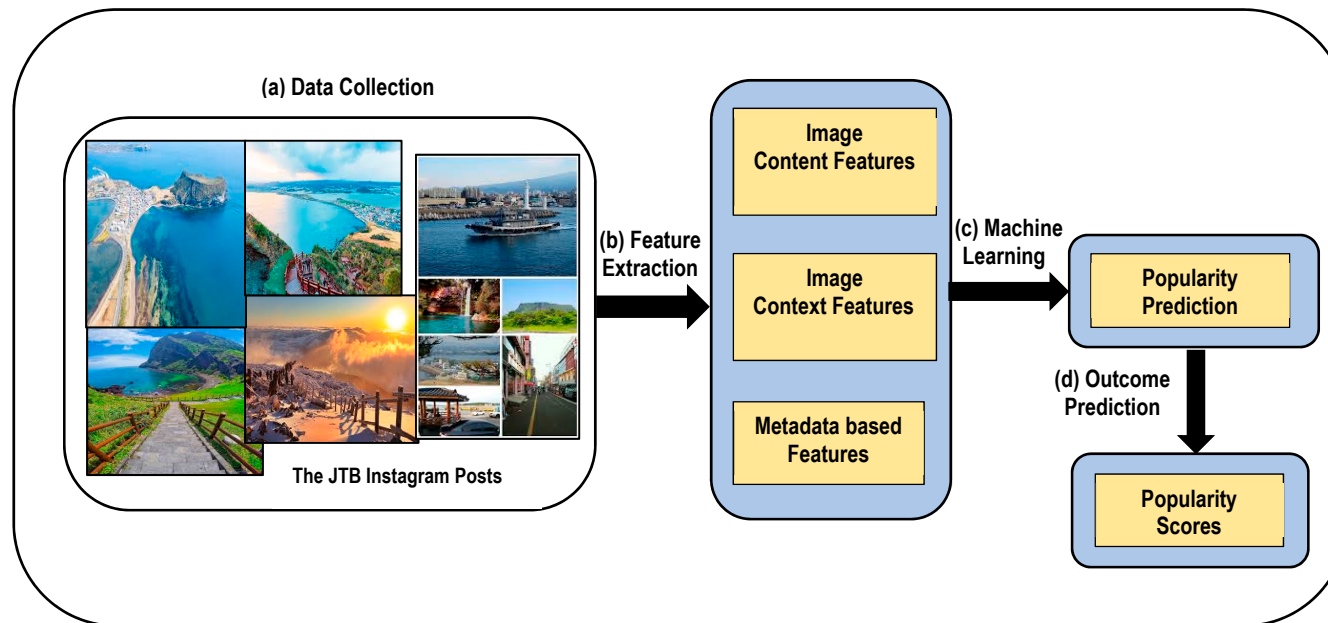 (a) Data Collection
The JTB Instagram Posts
(b) Feature
Extraction
Image
Content Features
Image
Context Features
Metadata based
Features
(c) Machine
Learning
Popularity
Prediction
(d) Outcome
Prediction
Popularity
Scores